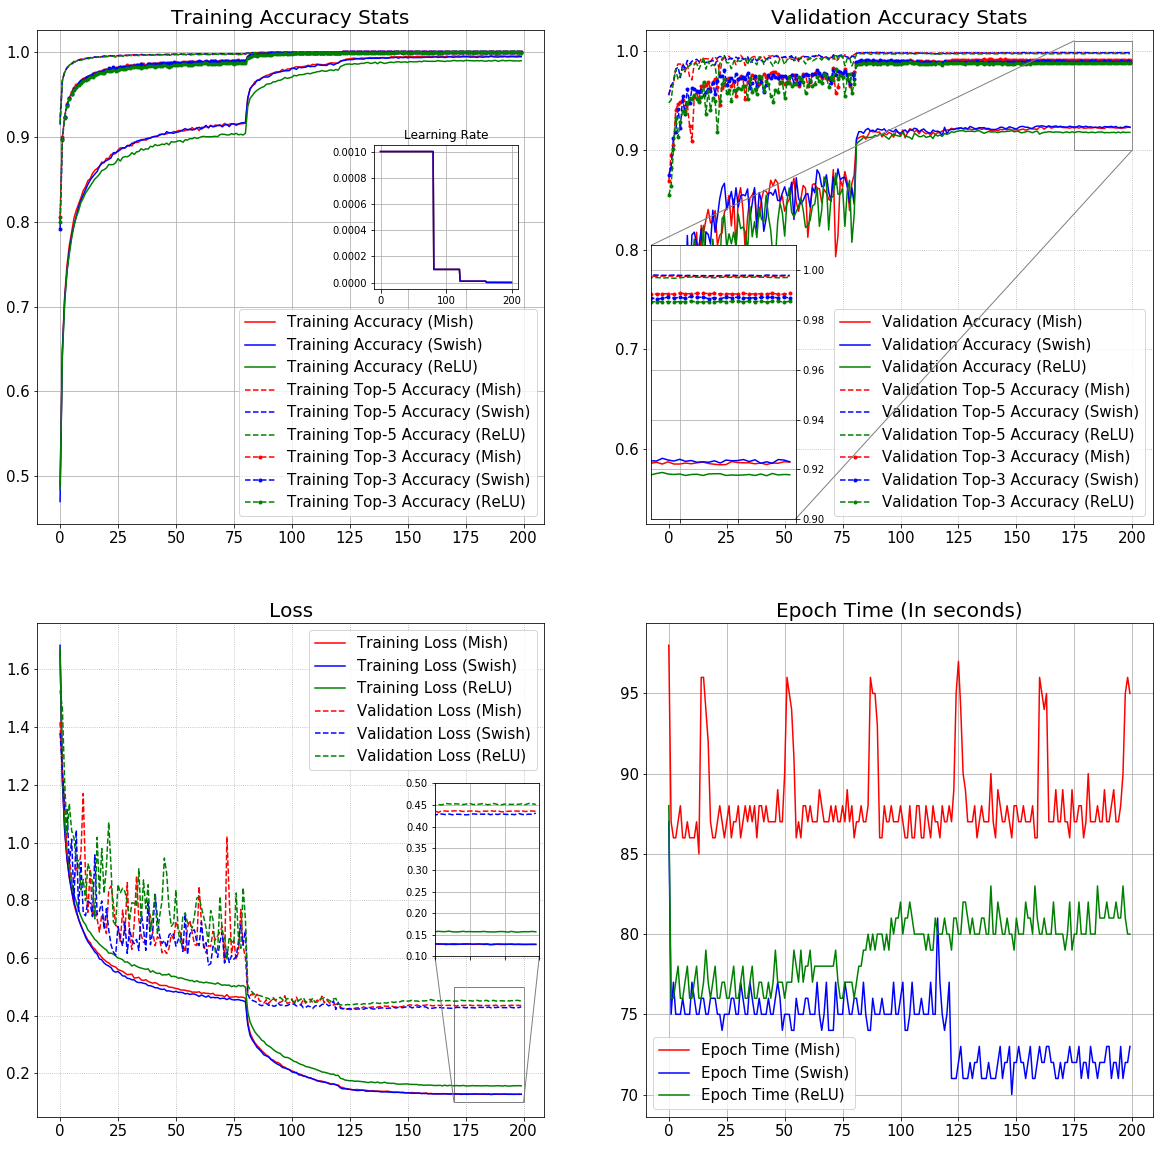 Training Accuracy Stats
1.0
0.9
0.8
0.7
0.6
0.5
0 25 50 75 100 125 150 175 200
Learning Rate
0.0010
0.0008
0.0006
0.0004
0.0002
0.0000
0 100 200
Training Accuracy (Mish)
Training Accuracy (Swish)
Training Accuracy (ReLU)
Training Top-5 Accuracy (Mish)
Training Top-5 Accuracy (Swish)
Training Top-5 Accuracy (ReLU)
Training Top-3 Accuracy (Mish)
Training Top-3 Accuracy (Swish)
Training Top-3 Accuracy (ReLU)
Validation Accuracy Stats
1.0
0.9
0.8
0.7
0.6
0 25 50 75 100 125 150 175 200
1.00
0.98
0.96
0.94
0.92
0.90
Validation Accuracy (Mish)
Validation Accuracy (Swish)
Validation Accuracy (ReLU)
Validation Top-5 Accuracy (Mish)
Validation Top-5 Accuracy (Swish)
Validation Top-5 Accuracy (ReLU)
Validation Top-3 Accuracy (Mish)
Validation Top-3 Accuracy (Swish)
Validation Top-3 Accuracy (ReLU)
Loss
1.6
1.4
1.2
1.0
0.8
0.6
0.4
0.2
0 25 50 75 100 125 150 175 200
Training Loss (Mish)
Training Loss (Swish)
Training Loss (ReLU)
Validation Loss (Mish)
Validation Loss (Swish)
Validation Loss (ReLU)
0.50
0.45
0.40
0.35
0.30
0.25
0.20
0.15
0.10
Epoch Time (In seconds)
95
90
85
80
75
70
0 25 50 75 100 125 150 175 200
Epoch Time (Mish)
Epoch Time (Swish)
Epoch Time (ReLU)